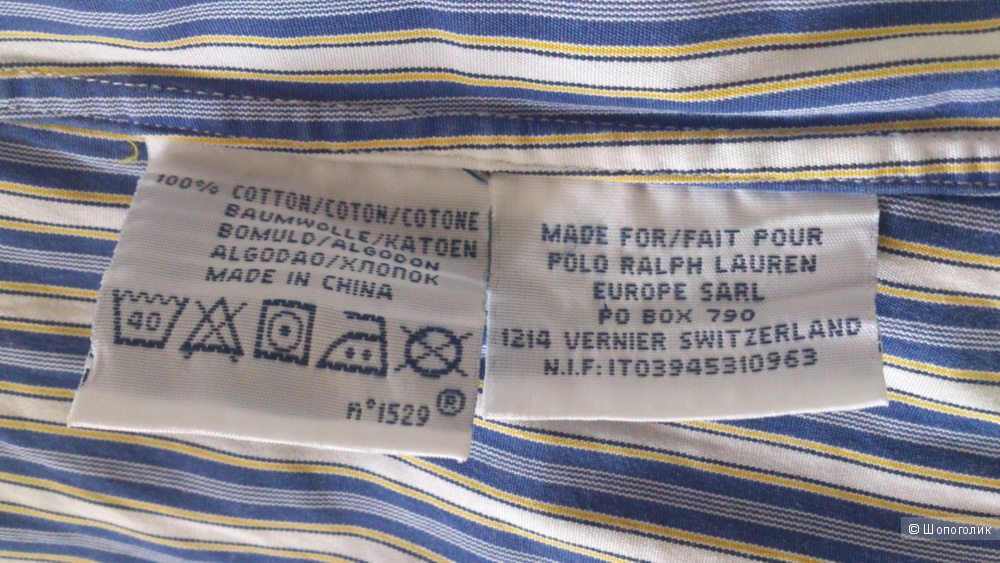 100% COTTON/COTON/COTONE
BAUMWOLLE/KATOEN
BOMULD/ALGODON
ALGODAO/ХЛОПОК
MADE IN CHINA
40
n°1529 ®
MADE FOR/FAIT POUR
POLO RALPH LAUREN
EUROPE SARL
PO BOX 790
1214 VERNIER SWITZERLAND
N.I.F: IT03945310963
© Шопоголик